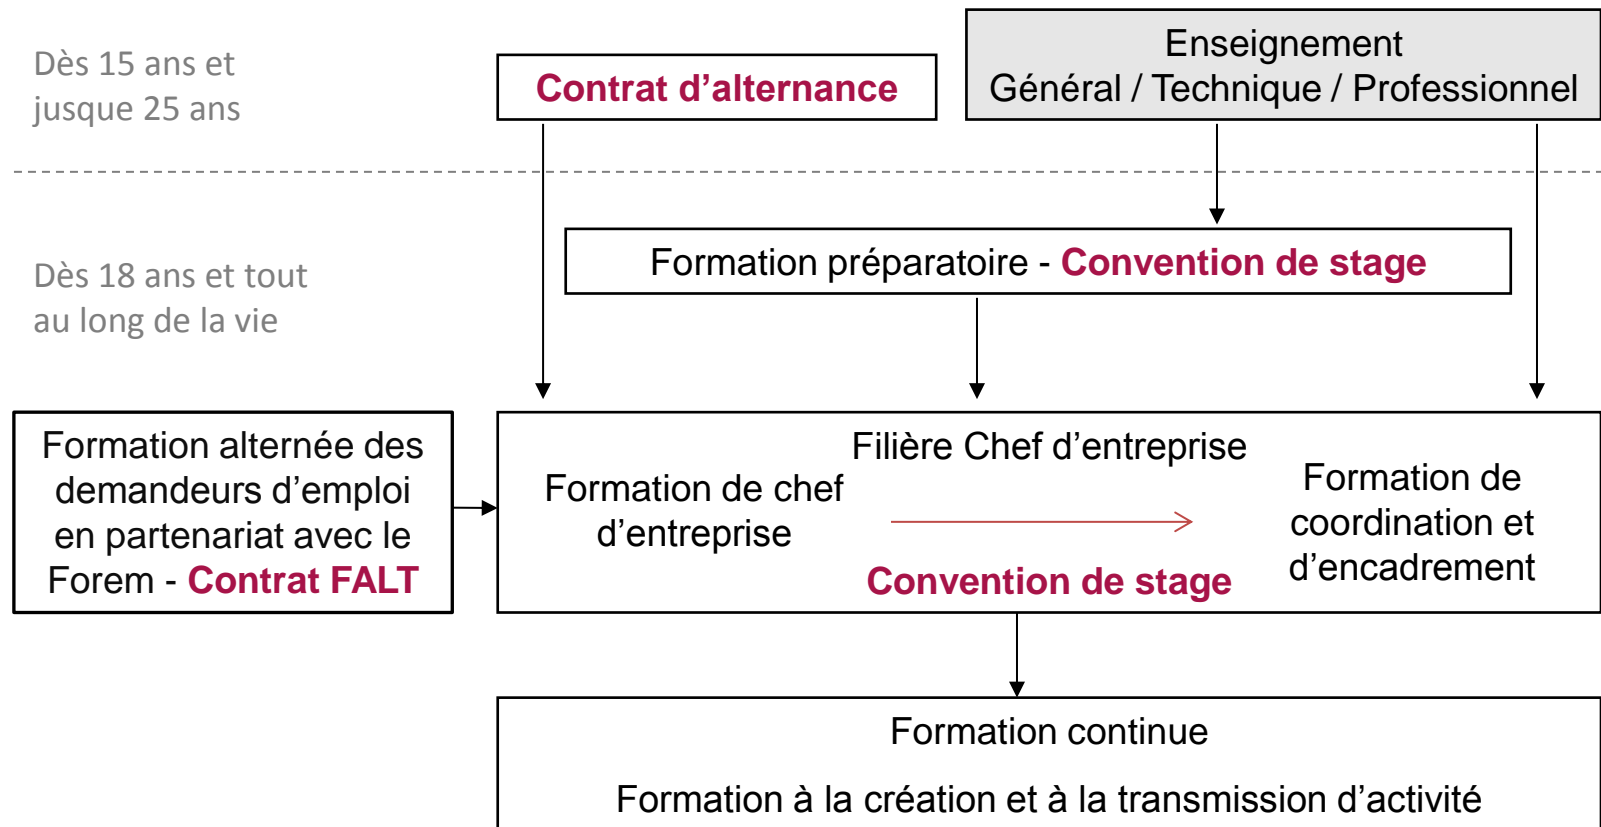 Dès 15 ans et
jusque 25 ans
Contrat d’alternance
Enseignement
Général / Technique / Professionnel
Formation préparatoire - Convention de stage
Dès 18 ans et tout
au long de la vie
Formation alternée des
demandeurs d’emploi
en partenariat avec le
Forem - Contrat FALT
Filière Chef d’entreprise
Formation de chef
d’entreprise
Convention de stage
Formation de
coordination et
d’encadrement
Formation continue
Formation à la création et à la transmission d’activité